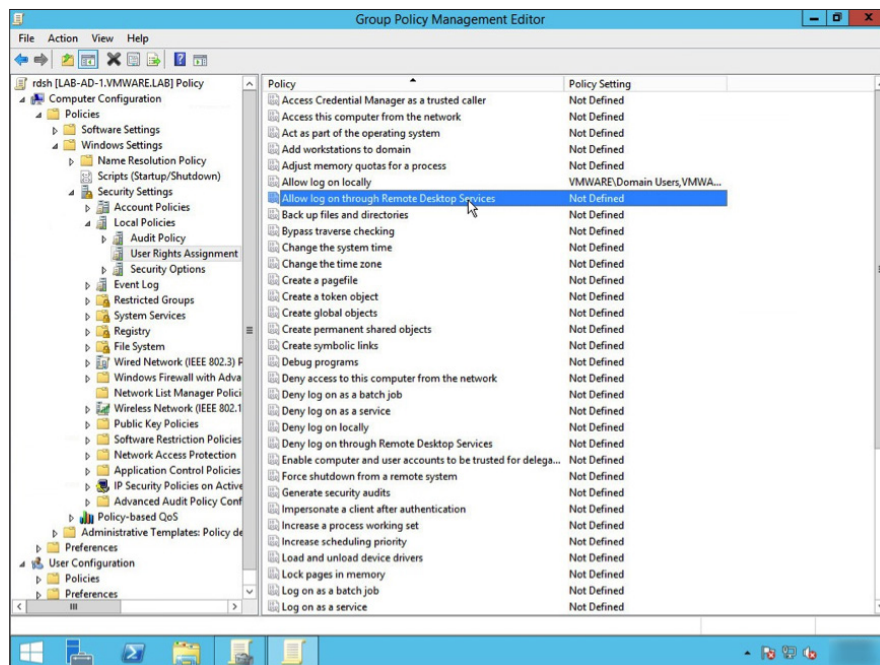 Group Policy Management Editor
File Action View Help
rdsh [LAB-AD-1.VMWARE.LAB] Policy
Computer Configuration
Policies
Software Settings
Windows Settings
Name Resolution Policy
Scripts (Startup/Shutdown)
Security Settings
Account Policies
Local Policies
Audit Policy
User Rights Assignment
Security Options
Event Log
Restricted Groups
System Services
Registry
File System
Wired Network (IEEE 802.3) P
Windows Firewall with Adva
Network List Manager Polici
Wireless Network (IEEE 802.1
Public Key Policies
Software Restriction Policies
Network Access Protection
Application Control Policies
IP Security Policies on Active
Advanced Audit Policy Conf
Policy-based QoS
Administrative Templates: Policy de
Preferences
User Configuration
Policies
Preferences
Policy Policy Setting
Access Credential Manager as a trusted caller Not Defined
Access this computer from the network Not Defined
Act as part of the operating system Not Defined
Add workstations to domain Not Defined
Adjust memory quotas for a process Not Defined
Allow log on locally VMWARE\Domain Users,VMWA...
Allow log on through Remote Desktop Services Not Defined
Back up files and directories Not Defined
Bypass traverse checking Not Defined
Change the system time Not Defined
Change the time zone Not Defined
Create a pagefile Not Defined
Create a token object Not Defined
Create global objects Not Defined
Create permanent shared objects Not Defined
Create symbolic links Not Defined
Debug programs Not Defined
Deny access to this computer from the network Not Defined
Deny log on as a batch job Not Defined
Deny log on as a service Not Defined
Deny log on locally Not Defined
Deny log on through Remote Desktop Services Not Defined
Enable computer and user accounts to be trusted for delega... Not Defined
Force shutdown from a remote system Not Defined
Generate security audits Not Defined
Impersonate a client after authentication Not Defined
Increase a process working set Not Defined
Increase scheduling priority Not Defined
Load and unload device drivers Not Defined
Lock pages in memory Not Defined
Log on as a batch job Not Defined
Log on as a service Not Defined